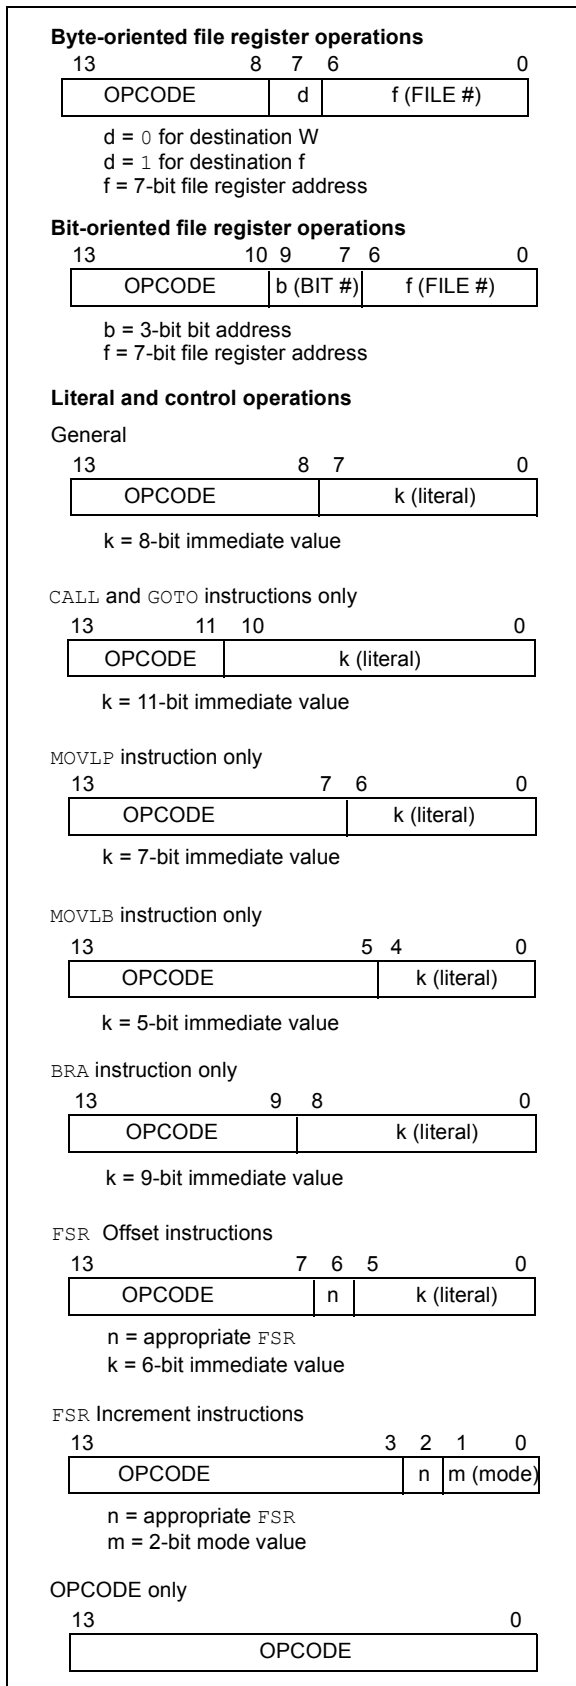 Byte-oriented file register operations
13 8 7 6 0
OPCODE d f (FILE #)
d = 0 for destination W
d = 1 for destination f
f = 7-bit file register address
Bit-oriented file register operations
13 10 9 7 6 0
OPCODE b (BIT #) f (FILE #)
b = 3-bit bit address
f = 7-bit file register address
Literal and control operations
General
13 8 7 0
OPCODE k (literal)
k = 8-bit immediate value
CALL and GOTO instructions only
13 11 10 0
OPCODE k (literal)
k = 11-bit immediate value
MOVLP instruction only
13 7 6 0
OPCODE k (literal)
k = 7-bit immediate value
MOVLB instruction only
13 5 4 0
OPCODE k (literal)
k = 5-bit immediate value
BRA instruction only
13 9 8 0
OPCODE k (literal)
k = 9-bit immediate value
FSR Offset instructions
13 7 6 5 0
OPCODE n k (literal)
n = appropriate FSR
k = 6-bit immediate value
FSR Increment instructions
13 3 2 1 0
OPCODE n m (mode)
n = appropriate FSR
m = 2-bit mode value
OPCODE only
13 0
OPCODE